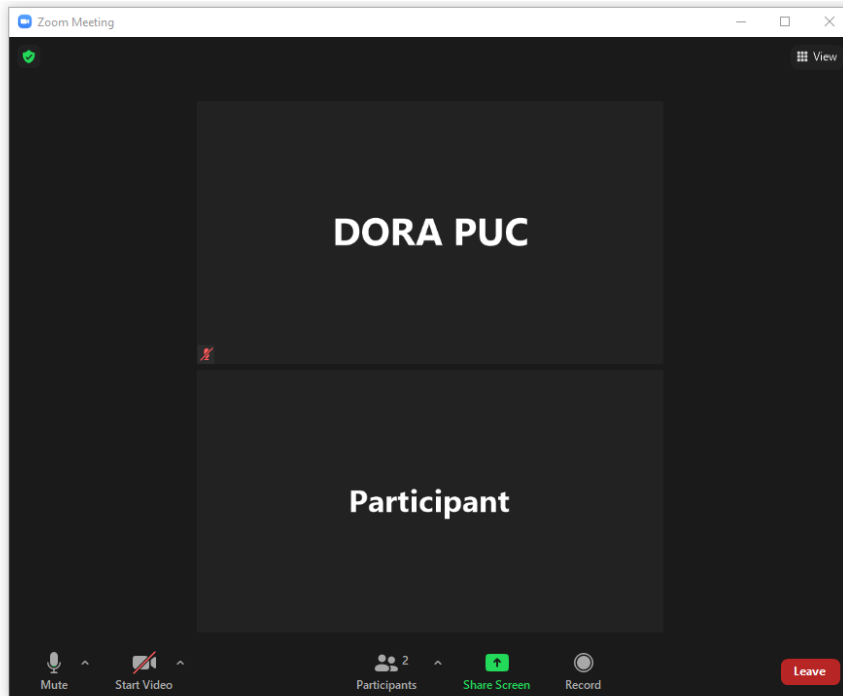 Zoom Meeting
View
DORA PUC
Participant
2
Mute
Start Video
Participants
Share Screen
Record
Leave